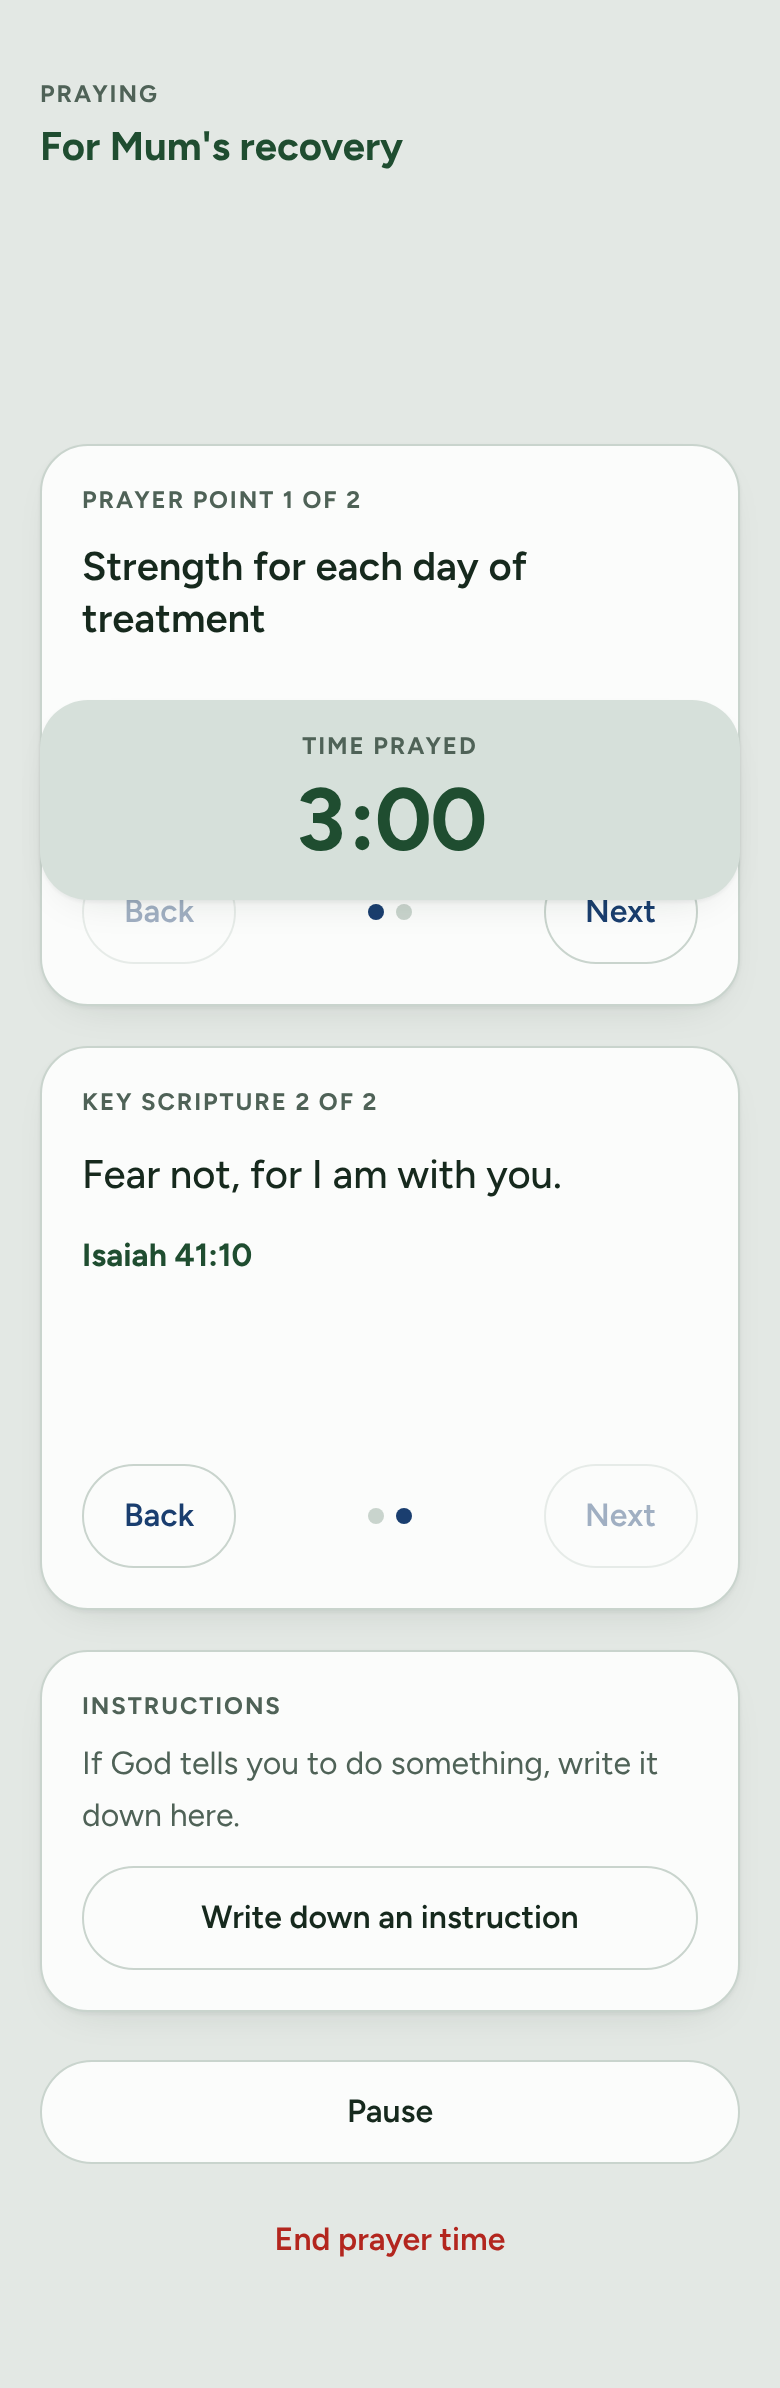 PRAYING
For Mum's recovery
PRAYER POINT 1 OF 2
Strength for each day of
treatment
TIME PRAYED
3:00
Back
Next
KEY SCRIPTURE 2 OF 2
Fear not, for I am with you.
Isaiah 41:10
Back
Next
INSTRUCTIONS
If God tells you to do something, write it
down here.
Write down an instruction
Pause
End prayer time